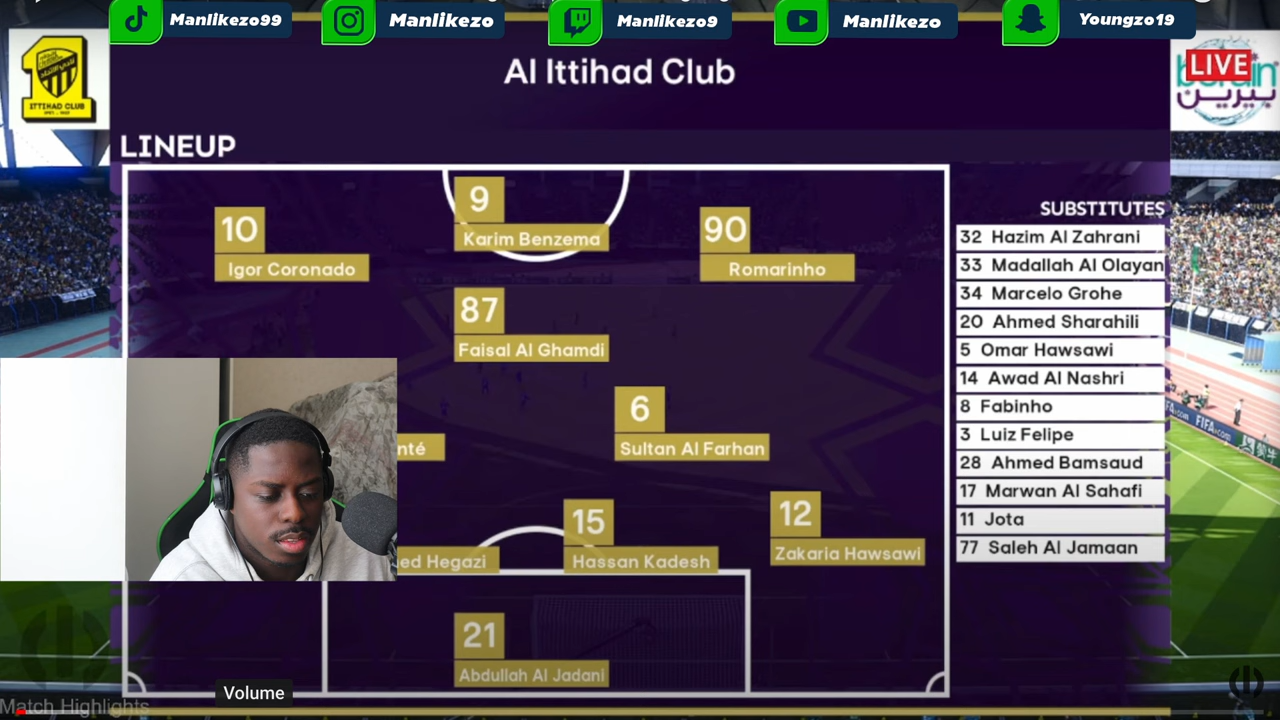 Manlikezo99
Manlikezo
Manlikezo9
Manlikezo
Youngzo19
Al Ittihad Club
ITTIHAD CLUB
LIVE
بيرين
LINEUP
9
Karim Benzema
10
Igor Coronado
90
Romarinho
87
Faisal Al Ghamdi
6
Sultan Al Farhan
nté
15
Hassan Kadesh
12
Zakaria Hawsawi
ed Hegazi
21
Abdullah Al Jadani
SUBSTITUTES
32 Hazim Al Zahrani
33 Madallah Al Olayan
34 Marcelo Grohe
20 Ahmed Sharahili
5 Omar Hawsawi
14 Awad Al Nashri
8 Fabinho
3 Luiz Felipe
28 Ahmed Bamsaud
17 Marwan Al Sahafi
11 Jota
77 Saleh Al Jamaan
FIFA.com
Volume
Match Highlights